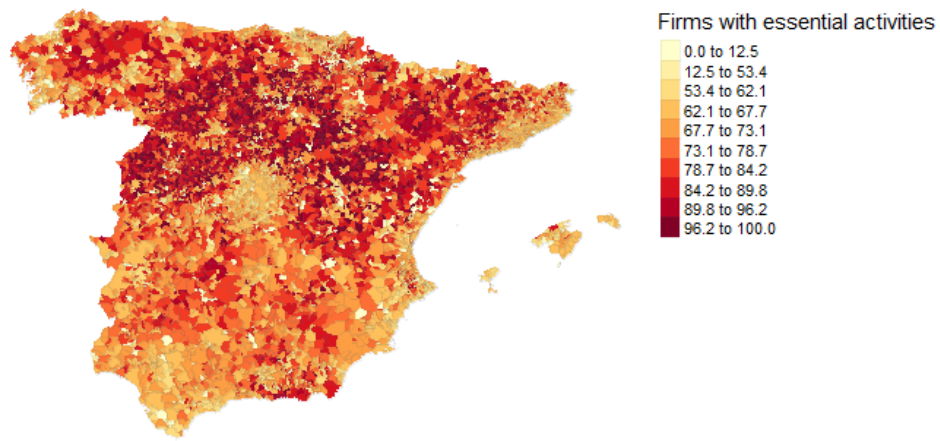 Firms with essential activities
0.0 to 12.5
12.5 to 53.4
53.4 to 62.1
62.1 to 67.7
67.7 to 73.1
73.1 to 78.7
78.7 to 84.2
84.2 to 89.8
89.8 to 96.2
96.2 to 100.0